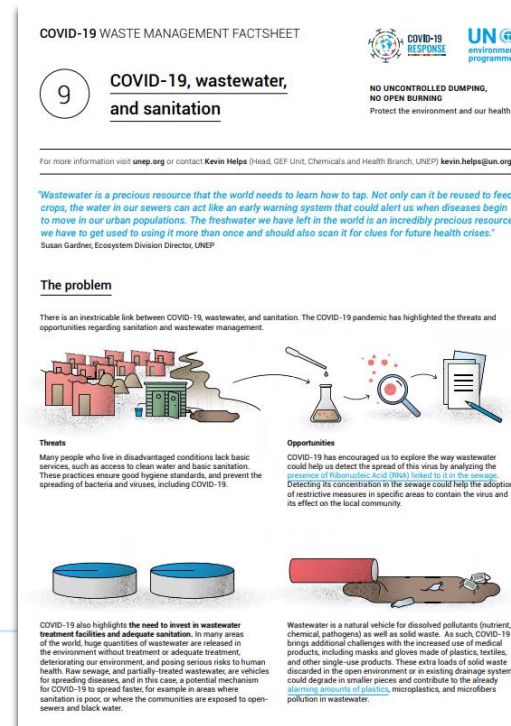 COVID-19 WASTE MANAGEMENT FACTSHEET
COVID-19
RESPONSE
UN
environment
programme
9
COVID-19, wastewater,
and sanitation
NO UNCONTROLLED DUMPING,
NO OPEN BURNING
Protect the environment and our health
For more information visit unep.org or contact Kevin Helps (Head, GEF Unit, Chemicals and Health Branch, UNEP) kevin.helps@un.org
"Wastewater is a precious resource that the world needs to learn how to tap. Not only can it be reused to feed
crops, the water in our sewers can act like an early warning system that could alert us when diseases begin
to move in our urban populations. The freshwater we have left in the world is an incredibly precious resource
we have to get used to using it more than once and should also scan it for clues for future health crises."
Susan Gardner, Ecosystem Division Director, UNEP
The problem
There is an inextricable link between COVID-19, wastewater, and sanitation. The COVID-19 pandemic has highlighted the threats and
opportunities regarding sanitation and wastewater management.
Threats
Many people who live in disadvantaged conditions lack basic
services, such as access to clean water and basic sanitation.
These practices ensure good hygiene standards, and prevent the
spreading of bacteria and viruses, including COVID-19.
Opportunities
COVID-19 has encouraged us to explore the way wastewater
could help us detect the spread of this virus by analyzing the
presence of Ribonucleic Acid (RNA) linked to it in the sewage.
Detecting its concentration in the sewage could help the adoption
of restrictive measures in specific areas to contain the virus and
its effect on the local community.
COVID-19 also highlights the need to invest in wastewater
treatment facilities and adequate sanitation. In many areas
of the world, huge quantities of wastewater are released in
the environment without treatment or adequate treatment,
deteriorating our environment, and posing serious risks to human
health. Raw sewage, and partially-treated wastewater, are vehicles
for spreading diseases, and in this case, a potential mechanism
for COVID-19 to spread faster, for example in areas where
sanitation is poor, or where the communities are exposed to open-
sewers and black water.
Wastewater is a natural vehicle for dissolved pollutants (nutrient,
chemical, pathogens) as well as solid waste. As such, COVID-19
brings additional challenges with the increased use of medical
products, including masks and gloves made of plastics, textiles,
and other single-use products. These extra loads of solid waste
discarded in the open environment or in existing drainage system
could degrade in smaller pieces and contribute to the already
alarming amounts of plastics, microplastics, and microfibers
pollution in wastewater.